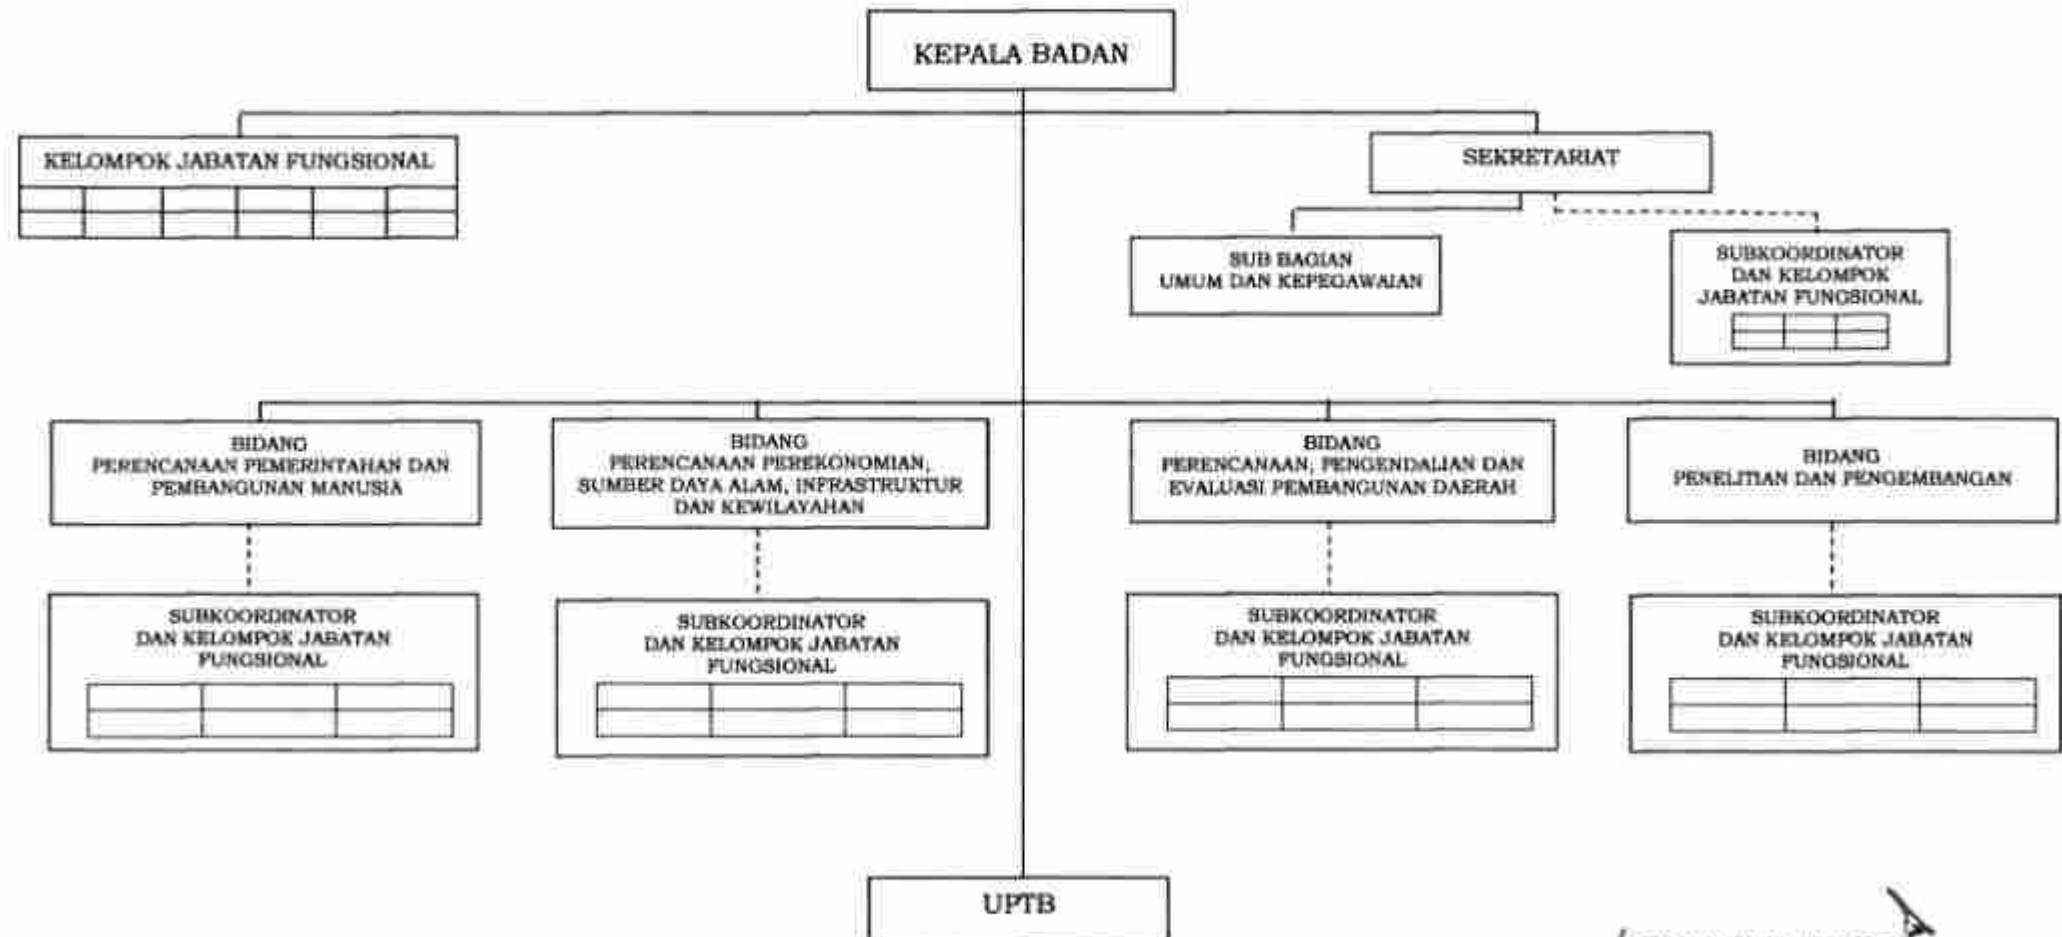 KEPALA BADAN
KELOMPOK JABATAN FUNGSIONAL
SEKRETARIAT
SUB BAGIAN
UMUM DAN KEPEGAWAIAN
SUBKOORDINATOR
DAN KELOMPOK
JABATAN FUNGSIONAL
BIDANG
PERENCANAAN PEMERINTAHAN DAN
PEMBANGUNAN MANUSIA
BIDANG
PERENCANAAN PEREKONOMIAN,
SUMBER DAYA ALAM, INFRASTRUKTUR
DAN KEWILAYAHAN
BIDANG
PERENCANAAN, PENGENDALIAN DAN
EVALUASI PEMBANGUNAN DAERAH
BIDANG
PENELITIAN DAN PENGEMBANGAN
SUBKOORDINATOR
DAN KELOMPOK JABATAN
FUNGSIONAL
SUBKOORDINATOR
DAN KELOMPOK JABATAN
FUNGSIONAL
SUBKOORDINATOR
DAN KELOMPOK JABATAN
FUNGSIONAL
SUBKOORDINATOR
DAN KELOMPOK JABATAN
FUNGSIONAL
UPTB